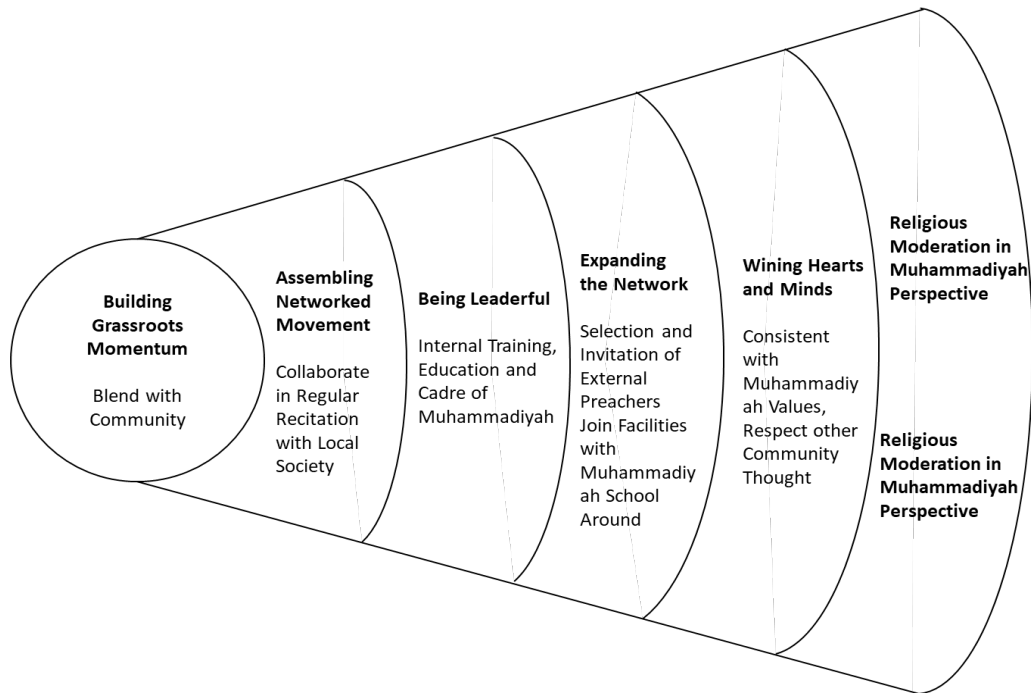 Building
Grassroots
Momentum
Blend with
Community
Assembling
Networked
Movement
Collaborate
in Regular
Recitation
with Local
Society
Being Leaderful
Internal Training,
Education and
Cadre of
Muhammadiyah
Expanding
the Network
Selection and
Invitation of
External
Preachers
Join Facilities
with
Muhammadiy
ah School
Around
Wining Hearts
and Minds
Consistent
with
Muhammadiy
ah Values,
Respect other
Community
Thought
Religious
Moderation in
Muhammadiyah
Perspective
Religious
Moderation in
Muhammadiyah
Perspective